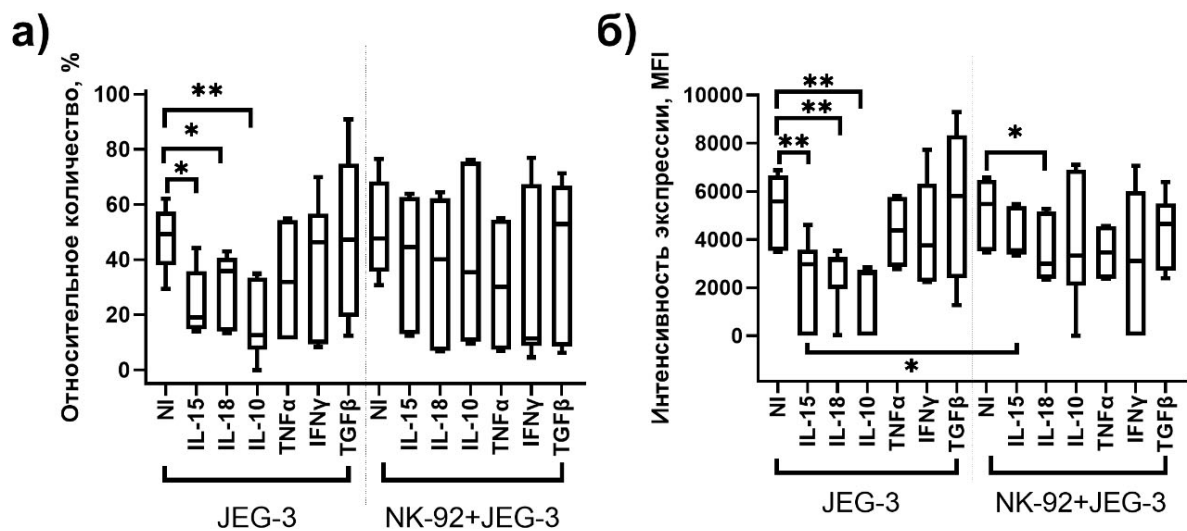 а)
Относительное количество, %
100
80
60
40
20
0
**
*
*
NI
IL-15
IL-18
IL-10
TNFα
IFNγ
TGFβ
NI
IL-15
IL-18
IL-10
TNFα
IFNγ
TGFβ
JEG-3
NK-92+JEG-3
б)
Интенсивность экспрессии, MFI
10000
8000
6000
4000
2000
0
**
**
**
*
*
NI
IL-15
IL-18
IL-10
TNFα
IFNγ
TGFβ
NI
IL-15
IL-18
IL-10
TNFα
IFNγ
TGFβ
JEG-3
NK-92+JEG-3